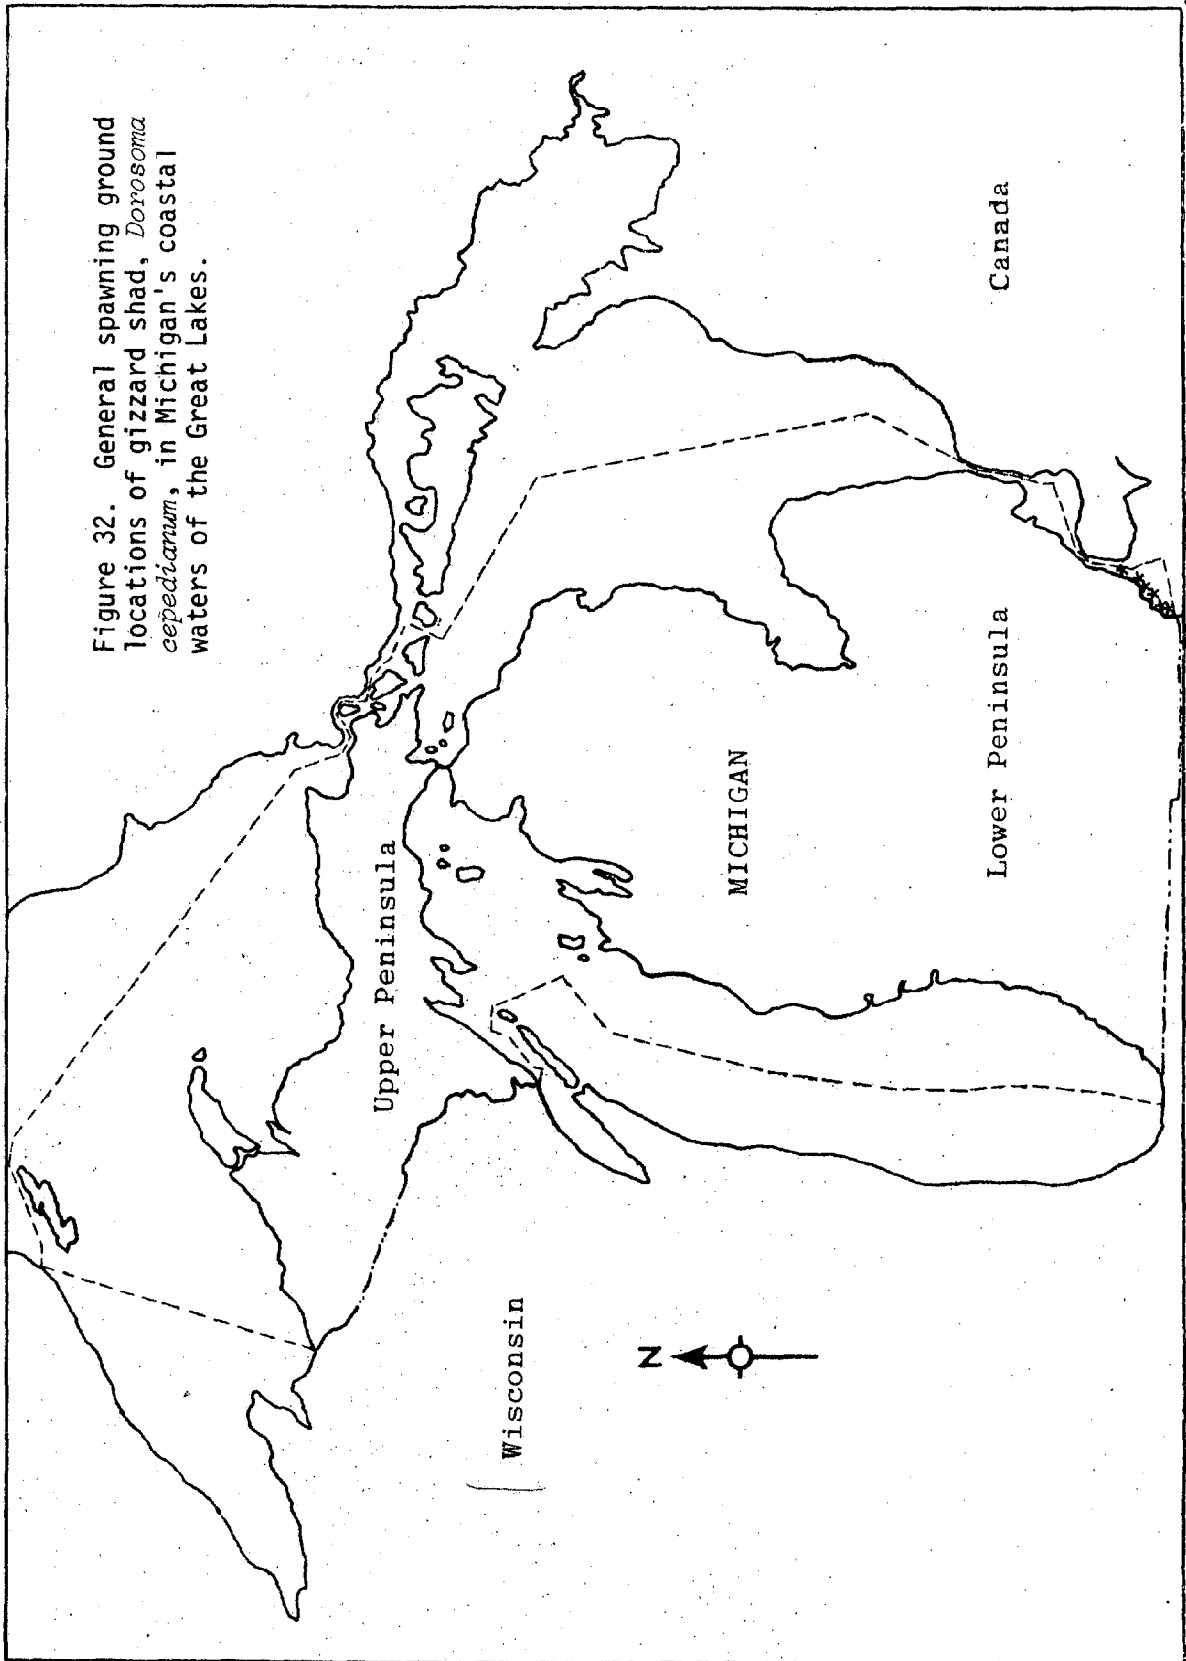 Figure 32. General spawning ground
locations of gizzard shad, Dorosoma
cepedianum, in Michigan's coastal
waters of the Great Lakes.
Canada
Upper Peninsula
MICHIGAN
Lower Peninsula
Wisconsin
N